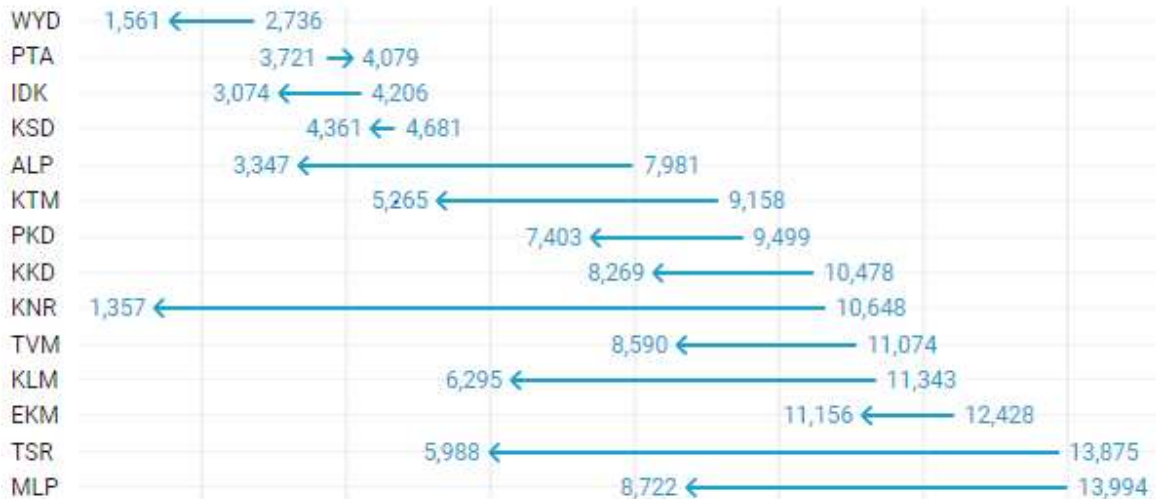 WYD 1,561 2,736
PTA 3,721 4,079
IDK 3,074 4,206
KSD 4,361 4,681
ALP 3,347 7,981
KTM 5,265 9,158
PKD 7,403 9,499
KKD 8,269 10,478
KNR 1,357 10,648
TVM 8,590 11,074
KLM 6,295 11,343
EKM 11,156 12,428
TSR 5,988 13,875
MLP 8,722 13,994